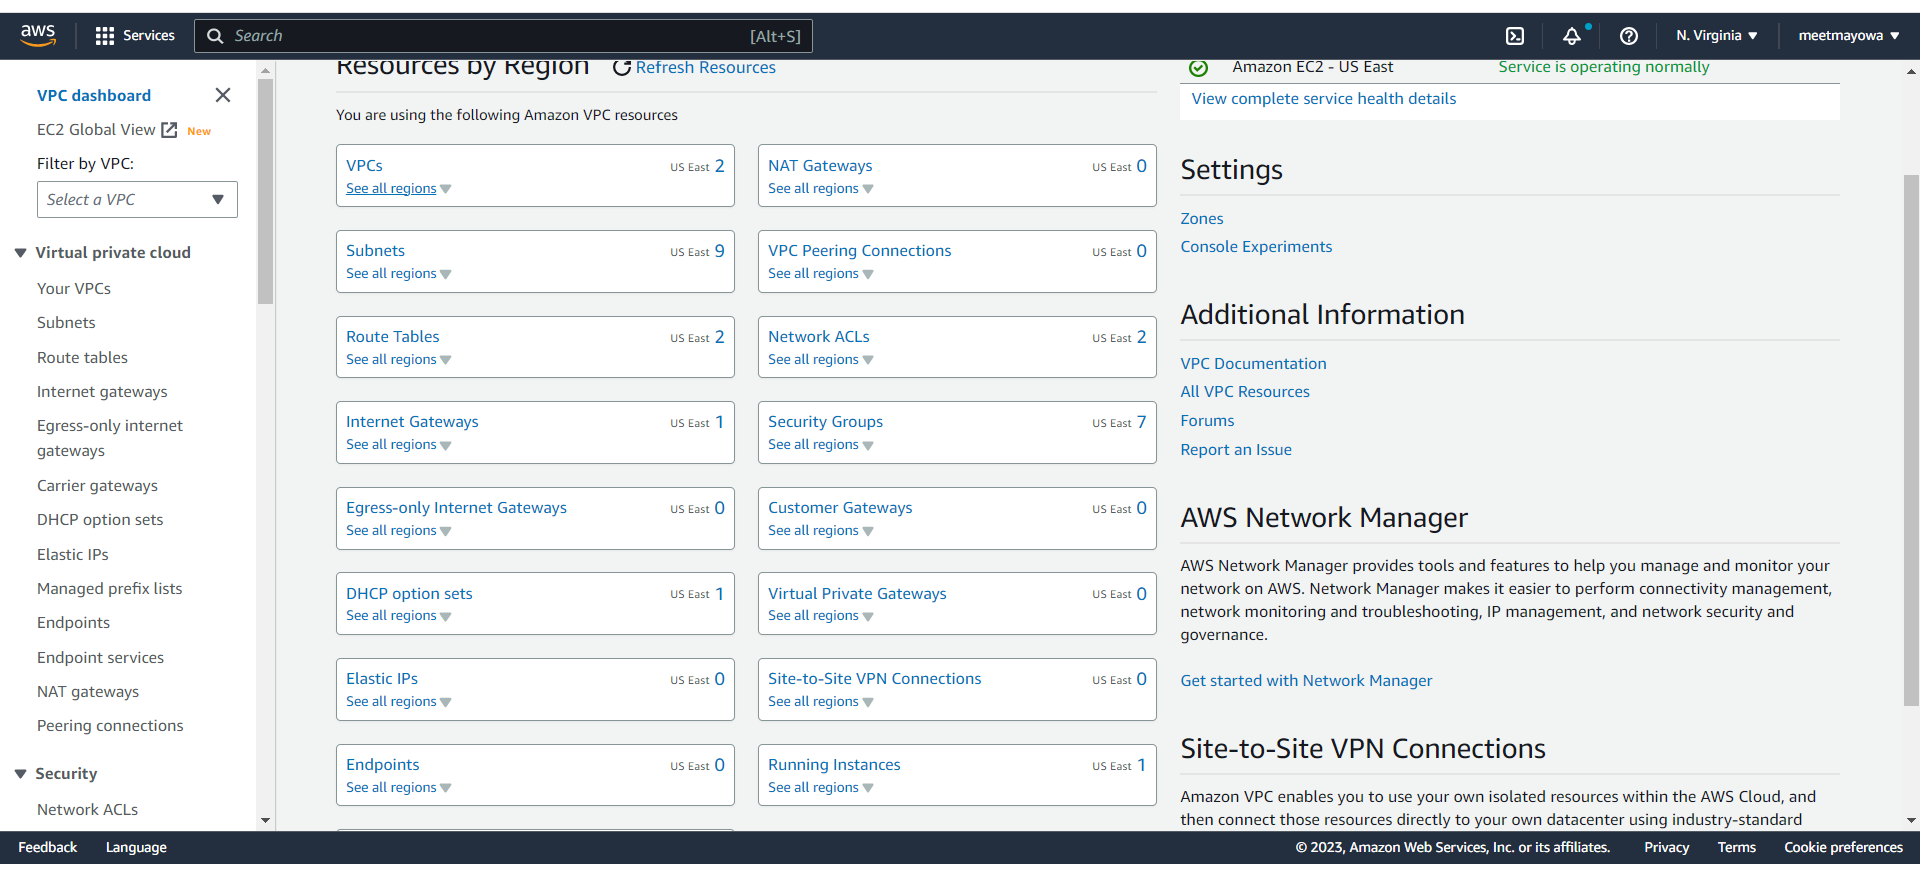 aws
Services
Search
[Alt+S]
N. Virginia
meetmayowa
VPC dashboard
EC2 Global View
New
Filter by VPC:
Select a VPC
Virtual private cloud
Your VPCs
Subnets
Route tables
Internet gateways
Egress-only internet
gateways
Carrier gateways
DHCP option sets
Elastic IPs
Managed prefix lists
Endpoints
Endpoint services
NAT gateways
Peering connections
Security
Network ACLs
Resources by Region
Refresh Resources
You are using the following Amazon VPC resources
VPCs
US East 2
See all regions
NAT Gateways
US East 0
See all regions
Subnets
US East 9
See all regions
VPC Peering Connections
US East 0
See all regions
Route Tables
US East 2
See all regions
Network ACLs
US East 2
See all regions
Internet Gateways
US East 1
See all regions
Security Groups
US East 7
See all regions
Egress-only Internet Gateways
US East 0
See all regions
Customer Gateways
US East 0
See all regions
DHCP option sets
US East 1
See all regions
Virtual Private Gateways
US East 0
See all regions
Elastic IPs
US East 0
See all regions
Site-to-Site VPN Connections
US East 0
See all regions
Endpoints
US East 0
See all regions
Running Instances
US East 1
See all regions
Amazon EC2 - US East
Service is operating normally
View complete service health details
Settings
Zones
Console Experiments
Additional Information
VPC Documentation
All VPC Resources
Forums
Report an Issue
AWS Network Manager
AWS Network Manager provides tools and features to help you manage and monitor your
network on AWS. Network Manager makes it easier to perform connectivity management,
network monitoring and troubleshooting, IP management, and network security and
governance.
Get started with Network Manager
Site-to-Site VPN Connections
Amazon VPC enables you to use your own isolated resources within the AWS Cloud, and
then connect those resources directly to your own datacenter using industry-standard
Feedback
Language
© 2023, Amazon Web Services, Inc. or its affiliates.
Privacy
Terms
Cookie preferences